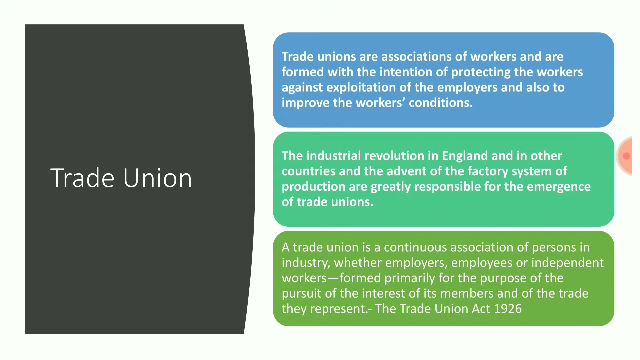 Trade Union
Trade unions are associations of workers and are
formed with the intention of protecting the workers
against exploitation of the employers and also to
improve the workers’ conditions.
The industrial revolution in England and in other
countries and the advent of the factory system of
production are greatly responsible for the emergence
of trade unions.
A trade union is a continuous association of persons in
industry, whether employers, employees or independent
workers—formed primarily for the purpose of the
pursuit of the interest of its members and of the trade
they represent.- The Trade Union Act 1926